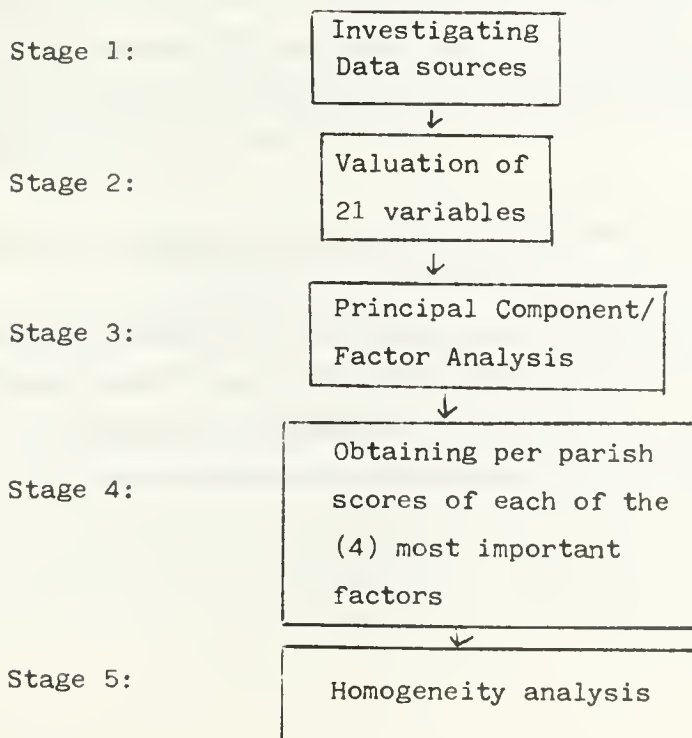 Stage 1:
Investigating
Data sources
Stage 2:
Valuation of
21 variables
Stage 3:
Principal Component/
Factor Analysis
Stage 4:
Obtaining per parish
scores of each of the
(4) most important
factors
Stage 5:
Homogeneity analysis